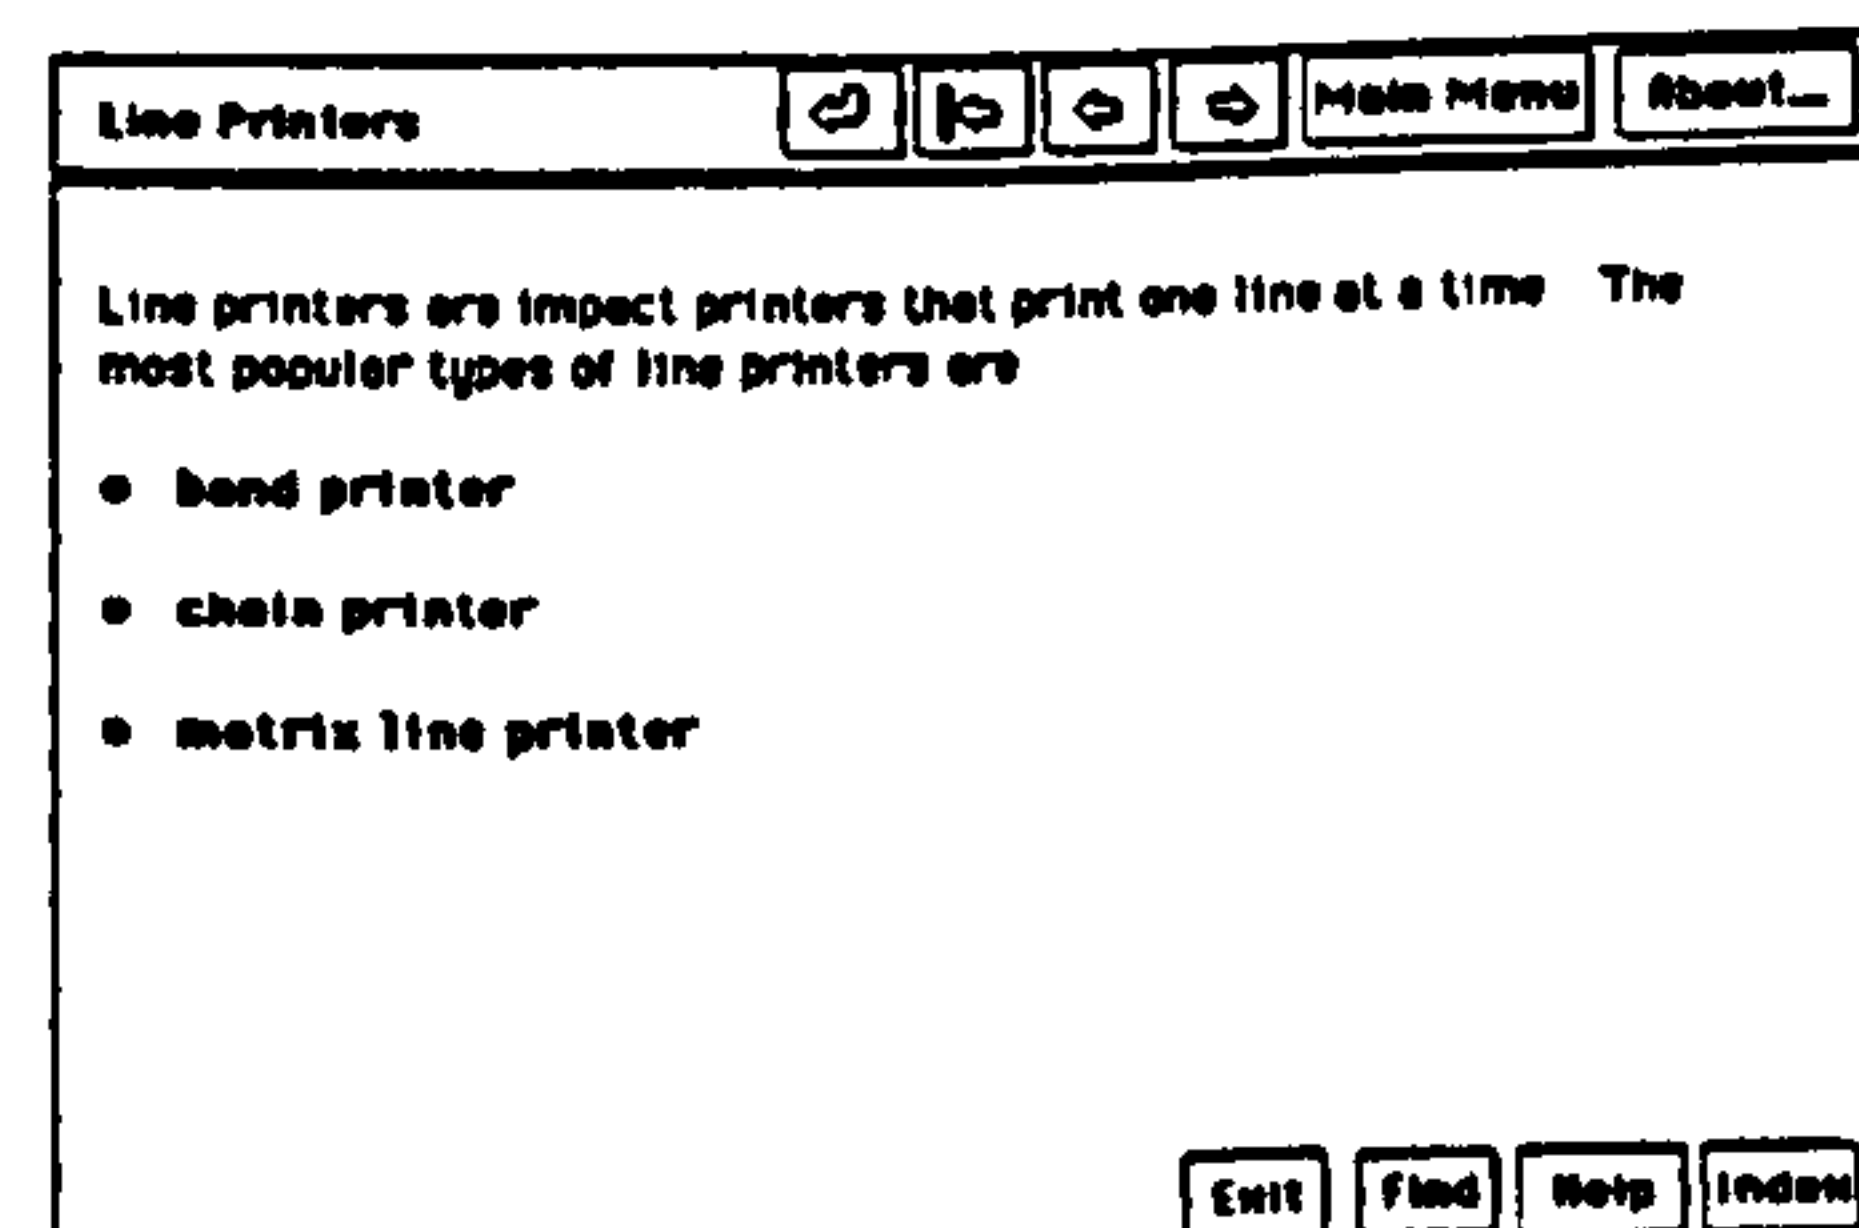 Line Printers
Main Menu
About...
Line printers are impact printers that print one line at a time The
most popular types of line printers are
• band printer
• chain printer
• matrix line printer
Exit
Find
Help
Index